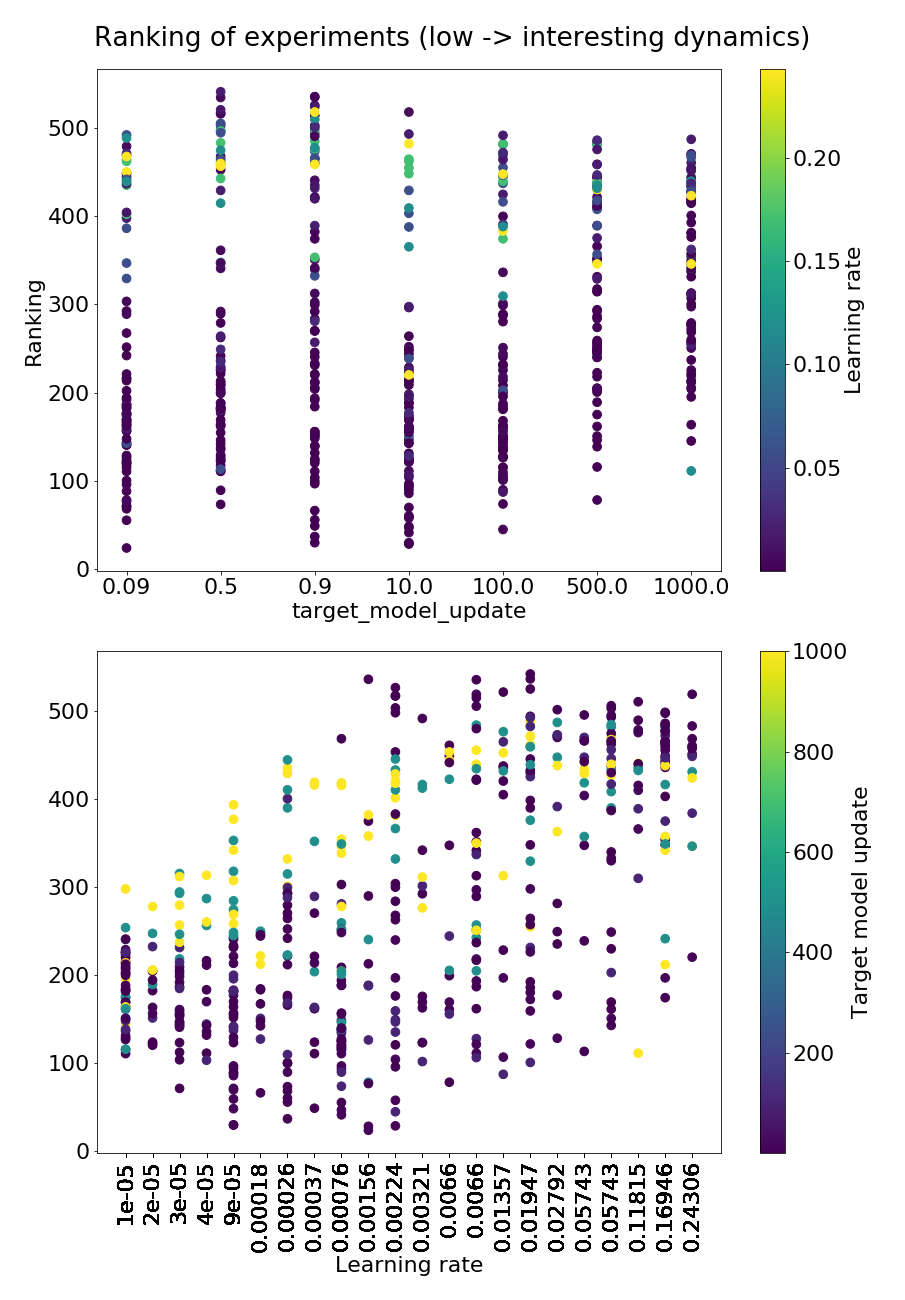 Ranking of experiments (low -> interesting dynamics)
500
400
300
200
100
0
Ranking
0.09 0.5 0.9 10.0 100.0 500.0 1000.0
target_model_update
0.20
0.15
0.10
0.05
Learning rate
500
400
300
200
100
0
1e-05 2e-05 3e-05 4e-05 9e-05 0.00018 0.00026 0.00037 0.00076 0.00156 0.00224 0.00321 0.0066 0.0066 0.01357 0.01947 0.02792 0.05743 0.05743 0.11815 0.16946 0.24306
Learning rate
1000
800
600
400
200
Target model update